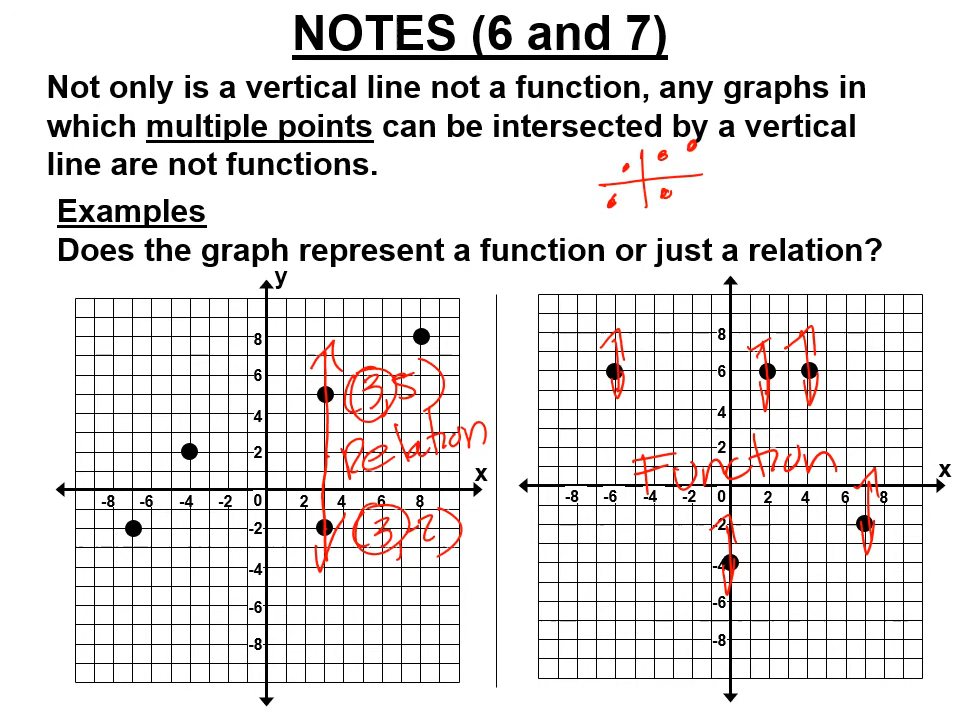 NOTES (6 and 7)
Not only is a vertical line not a function, any graphs in
which multiple points can be intersected by a vertical
line are not functions.
Examples
Does the graph represent a function or just a relation?
y
8
6
4
2
x
-8 -6 -4 -2 0 2 4 6 8
-2
-4
-6
-8
(3,5)
Relation
(3,-2)
8
6
4
2
x
-8 -6 -4 -2 0 2 4 6 8
-2
-4
-6
-8
Function